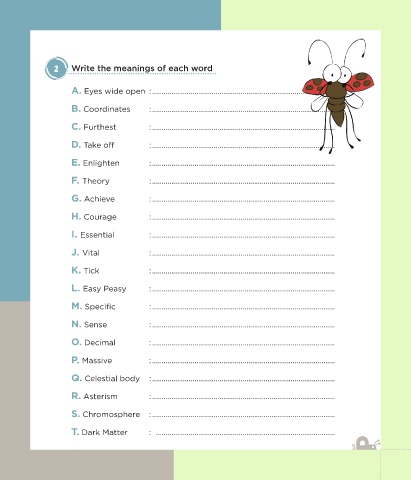 2 Write the meanings of each word
A. Eyes wide open :
B. Coordinates :
C. Furthest :
D. Take off :
E. Enlighten :
F. Theory :
G. Achieve :
H. Courage :
I. Essential :
J. Vital :
K. Tick :
L. Easy Peasy :
M. Specific :
N. Sense :
O. Decimal :
P. Massive :
Q. Celestial body :
R. Asterism :
S. Chromosphere :
T. Dark Matter :